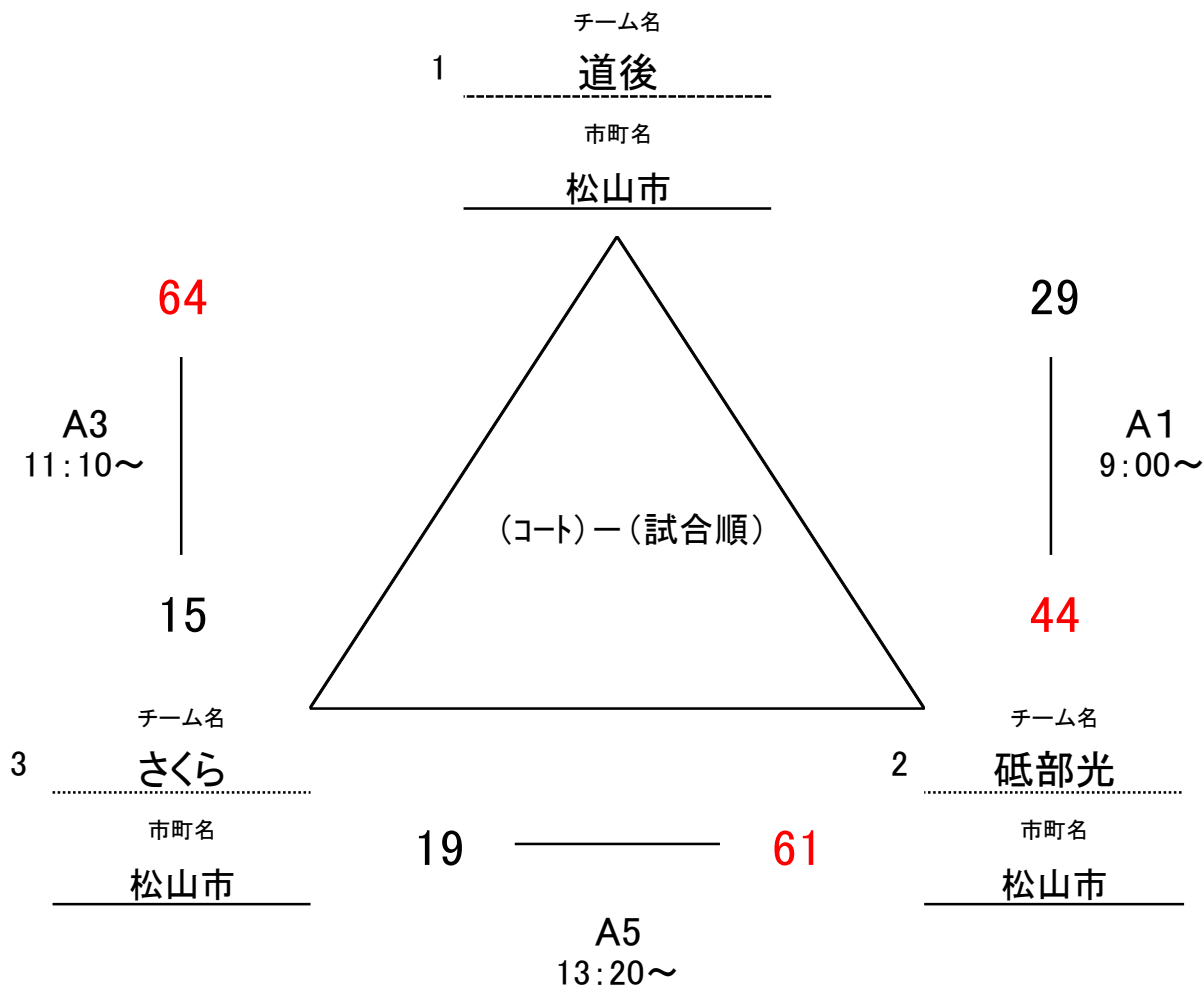 チーム名
1 道後
市町名
松山市
64 29
A3 A1
11:10～ 9:00～
(コート)－(試合順)
15 44
チーム名 チーム名
3 さくら 2 砥部光
市町名 市町名
19 61
松山市 松山市
A5
13:20～